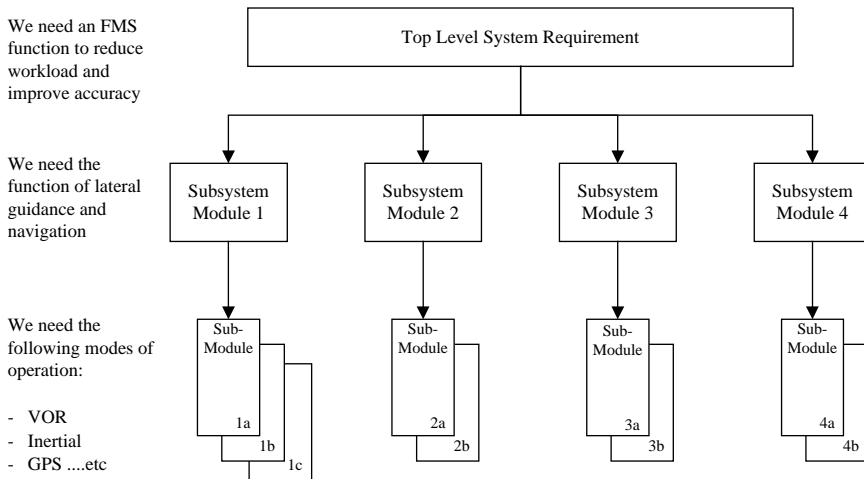 We need an FMS
function to reduce
workload and
improve accuracy
Top Level System Requirement
We need the
function of lateral
guidance and
navigation
Subsystem
Module 1
Subsystem
Module 2
Subsystem
Module 3
Subsystem
Module 4
We need the
following modes of
operation:
- VOR
- Inertial
- GPS ....etc
Sub-
Module
1a
1b
1c
Sub-
Module
2a
2b
Sub-
Module
3a
3b
Sub-
Module
4a
4b